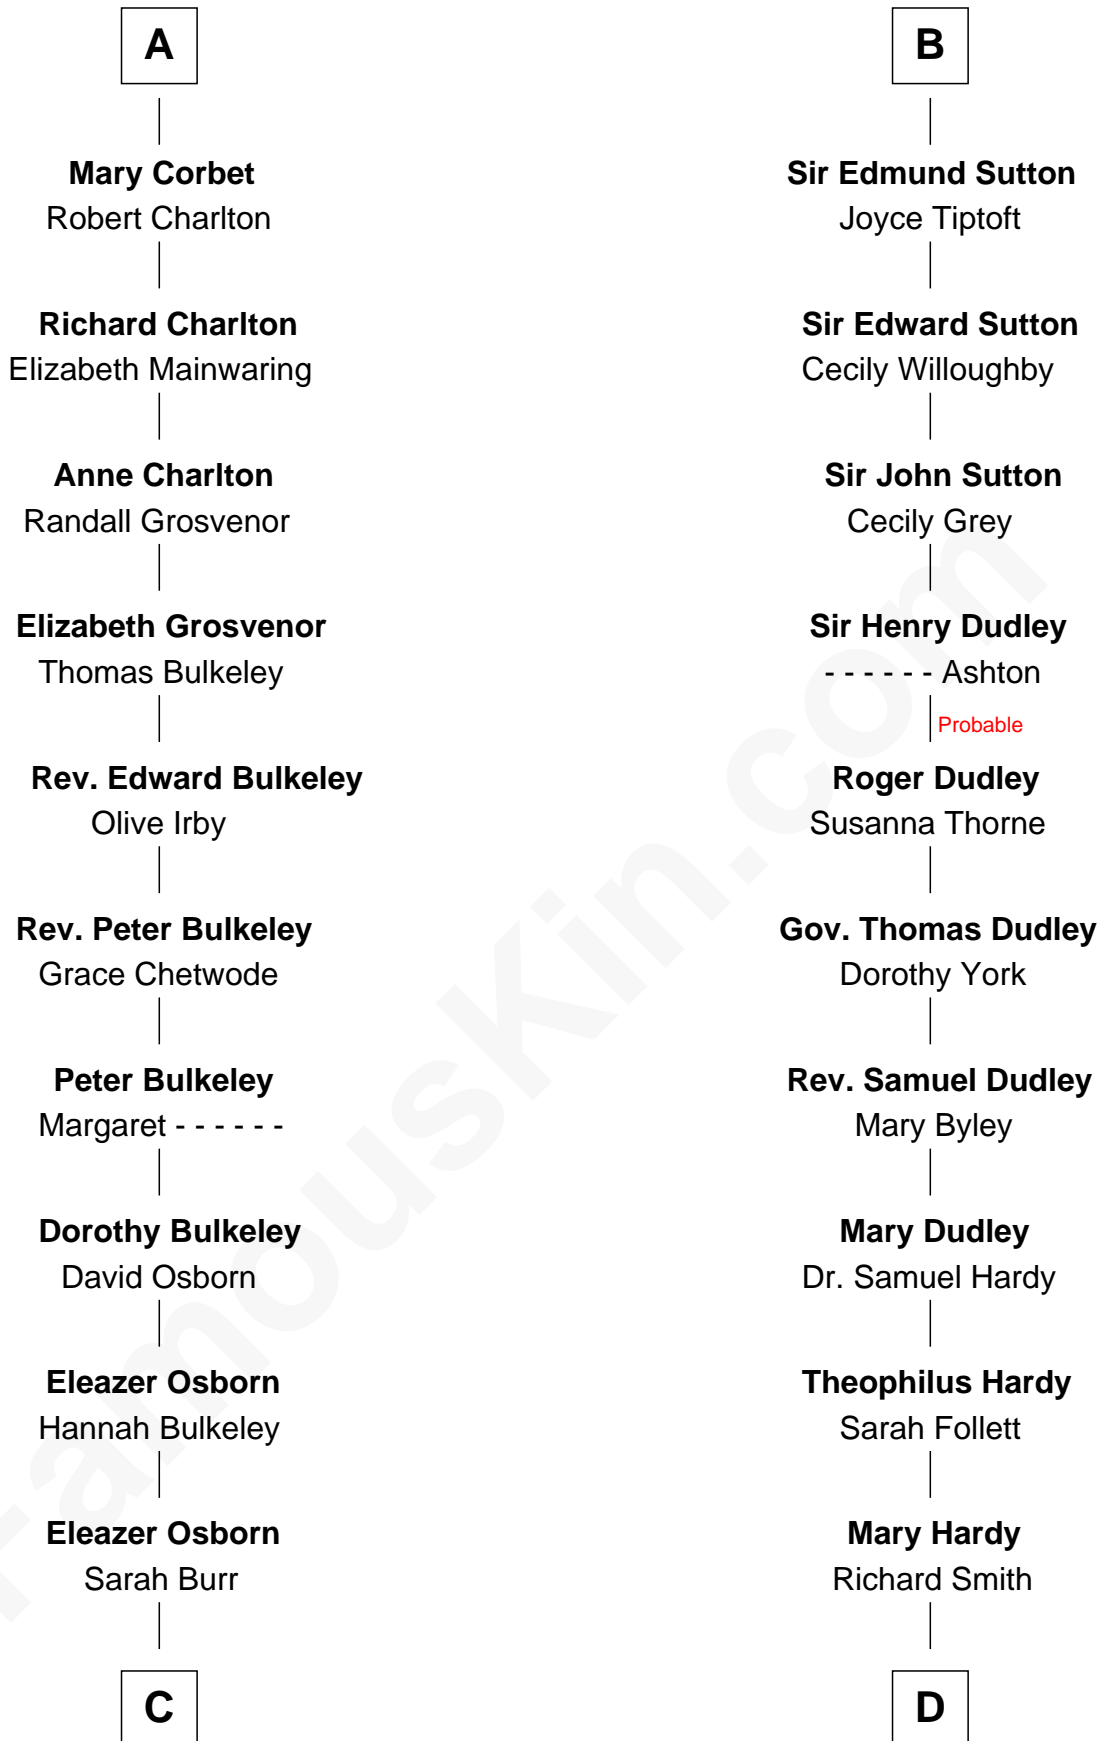 A
Mary Corbet
Robert Charlton
Richard Charlton
Elizabeth Mainwaring
Anne Charlton
Randall Grosvenor
Elizabeth Grosvenor
Thomas Bulkeley
Rev. Edward Bulkeley
Olive Irby
Rev. Peter Bulkeley
Grace Chetwode
Peter Bulkeley
Margaret - - - - - -
Dorothy Bulkeley
David Osborn
Eleazer Osborn
Hannah Bulkeley
Eleazer Osborn
Sarah Burr
C
B
Sir Edmund Sutton
Joyce Tiptoft
Sir Edward Sutton
Cecily Willoughby
Sir John Sutton
Cecily Grey
Sir Henry Dudley
- - - - - - Ashton
Probable
Roger Dudley
Susanna Thorne
Gov. Thomas Dudley
Dorothy York
Rev. Samuel Dudley
Mary Byley
Mary Dudley
Dr. Samuel Hardy
Theophilus Hardy
Sarah Follett
Mary Hardy
Richard Smith
D
FamousKin.com